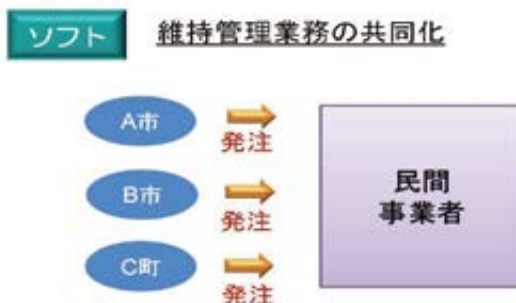 ソフト 維持管理業務の共同化
A市
発注
B市
発注
C町
発注
民間
事業者